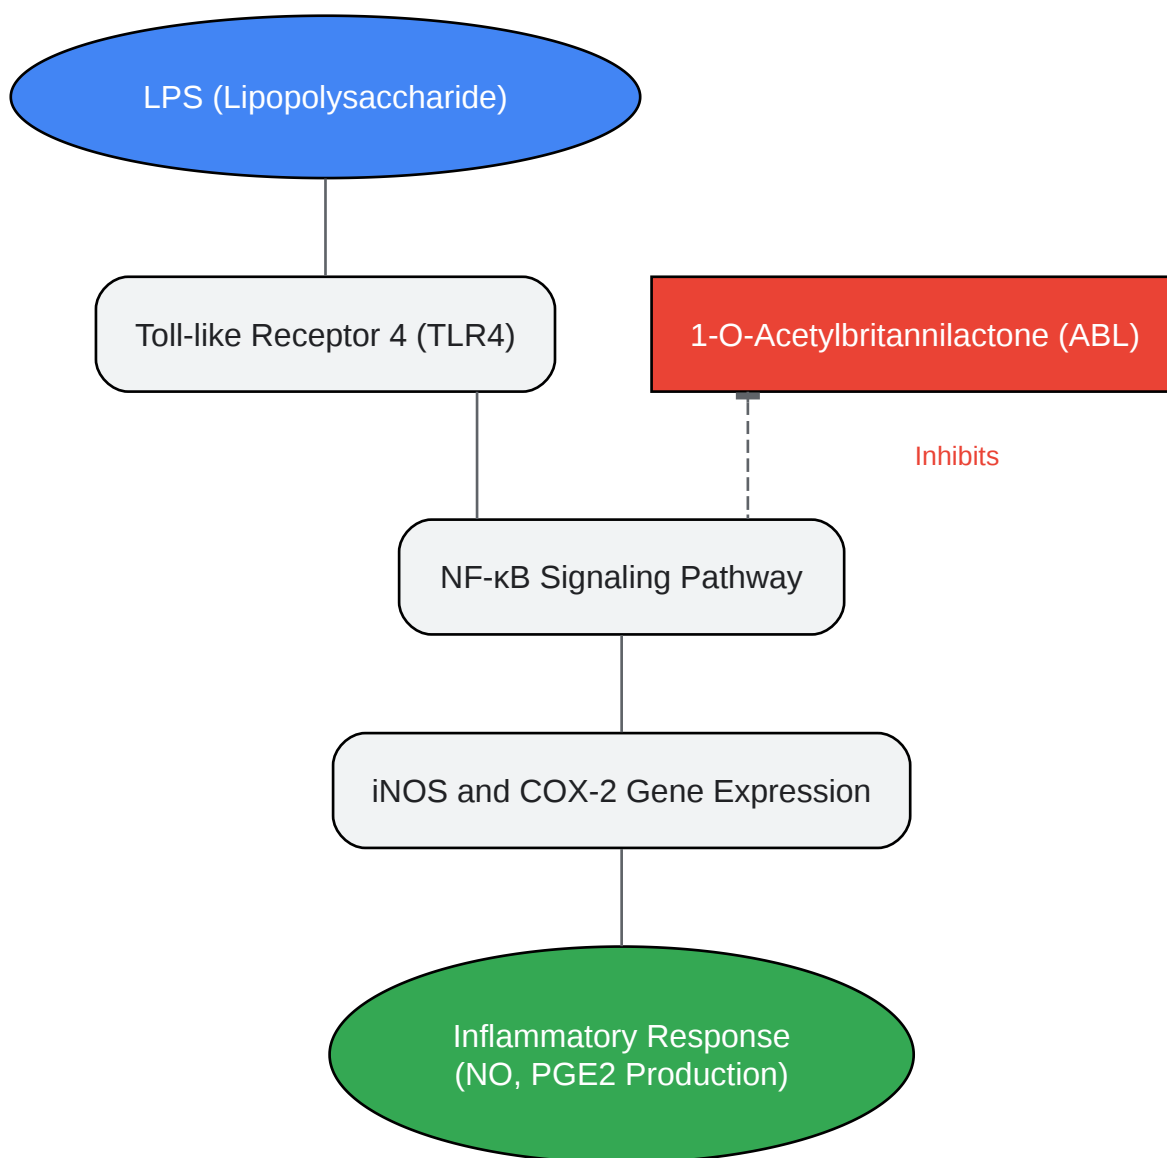 LPS (Lipopolysaccharide)
Toll-like Receptor 4 (TLR4)
1-O-Acetylbritannilactone (ABL)
Inhibits
NF-κB Signaling Pathway
iNOS and COX-2 Gene Expression
Inflammatory Response
(NO, PGE2 Production)